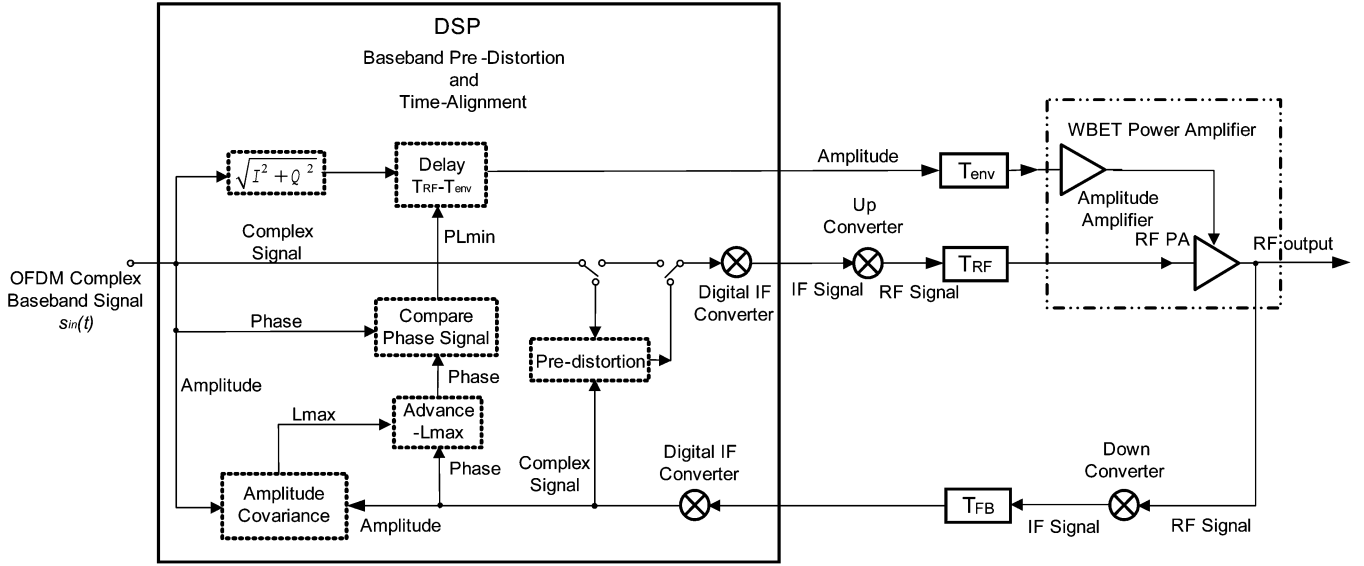 DSP
Baseband Pre -Distortion
and
Time-Alignment
√I² + Q²
Delay
TRF-Tenv
Amplitude
Tenv
WBET Power Amplifier
Amplitude
Amplifier
Up
Converter
PLmin
Complex
Signal
OFDM Complex
Baseband Signal
sin(t)
Digital IF
Converter
IF Signal
RF Signal
TRF
RF PA
RF output
Phase
Compare
Phase Signal
Pre-distortion
Amplitude
Phase
Lmax
Advance
-Lmax
Phase
Complex
Signal
Digital IF
Converter
Down
Converter
Amplitude
Covariance
Amplitude
TFB
IF Signal
RF Signal